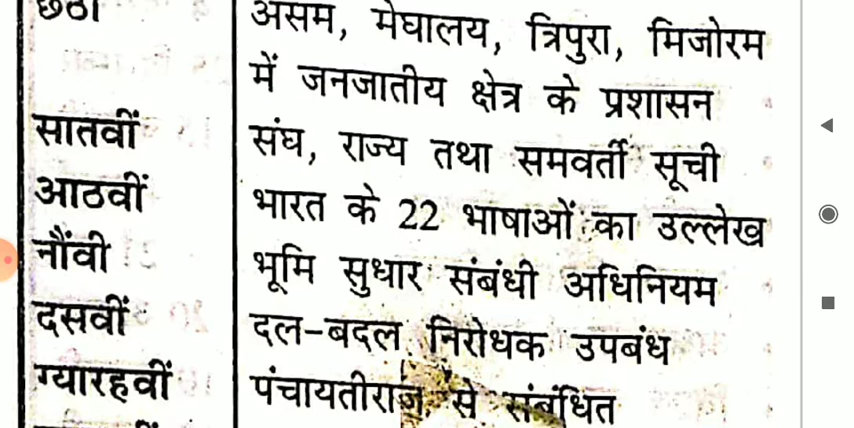 छठी असम, मेघालय, त्रिपुरा, मिजोरम
में जनजातीय क्षेत्र के प्रशासन
सातवीं संघ, राज्य तथा समवर्ती सूची
आठवीं भारत के 22 भाषाओं का उल्लेख
नौंवी भूमि सुधार संबंधी अधिनियम
दसवीं दल-बदल निरोधक उपबंध
ग्यारहवीं पंचायतीराज से संबंधित